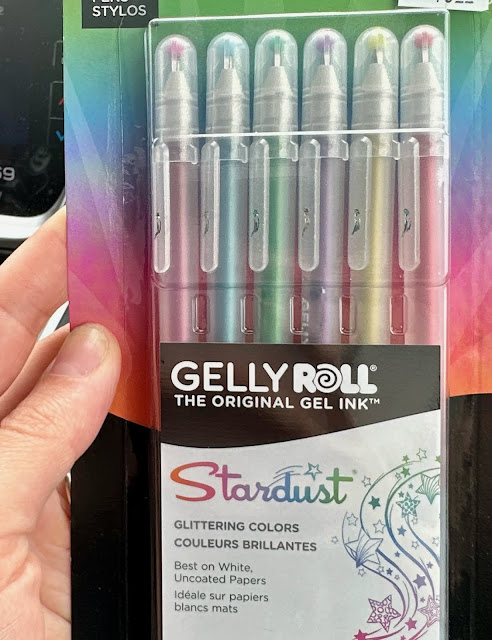 STYLOS
GELLY ROLL®
THE ORIGINAL GEL INK™
Stardust®
GLITTERING COLORS
COULEURS BRILLANTES
Best on White,
Uncoated Papers
Idéale sur papiers
blancs mats